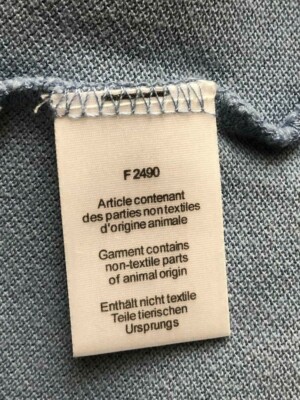 F 2490
Article contenant
des parties non textiles
d'origine animale
Garment contains
non-textile parts
of animal origin
Enthält nicht textile
Teile tierischen
Ursprungs